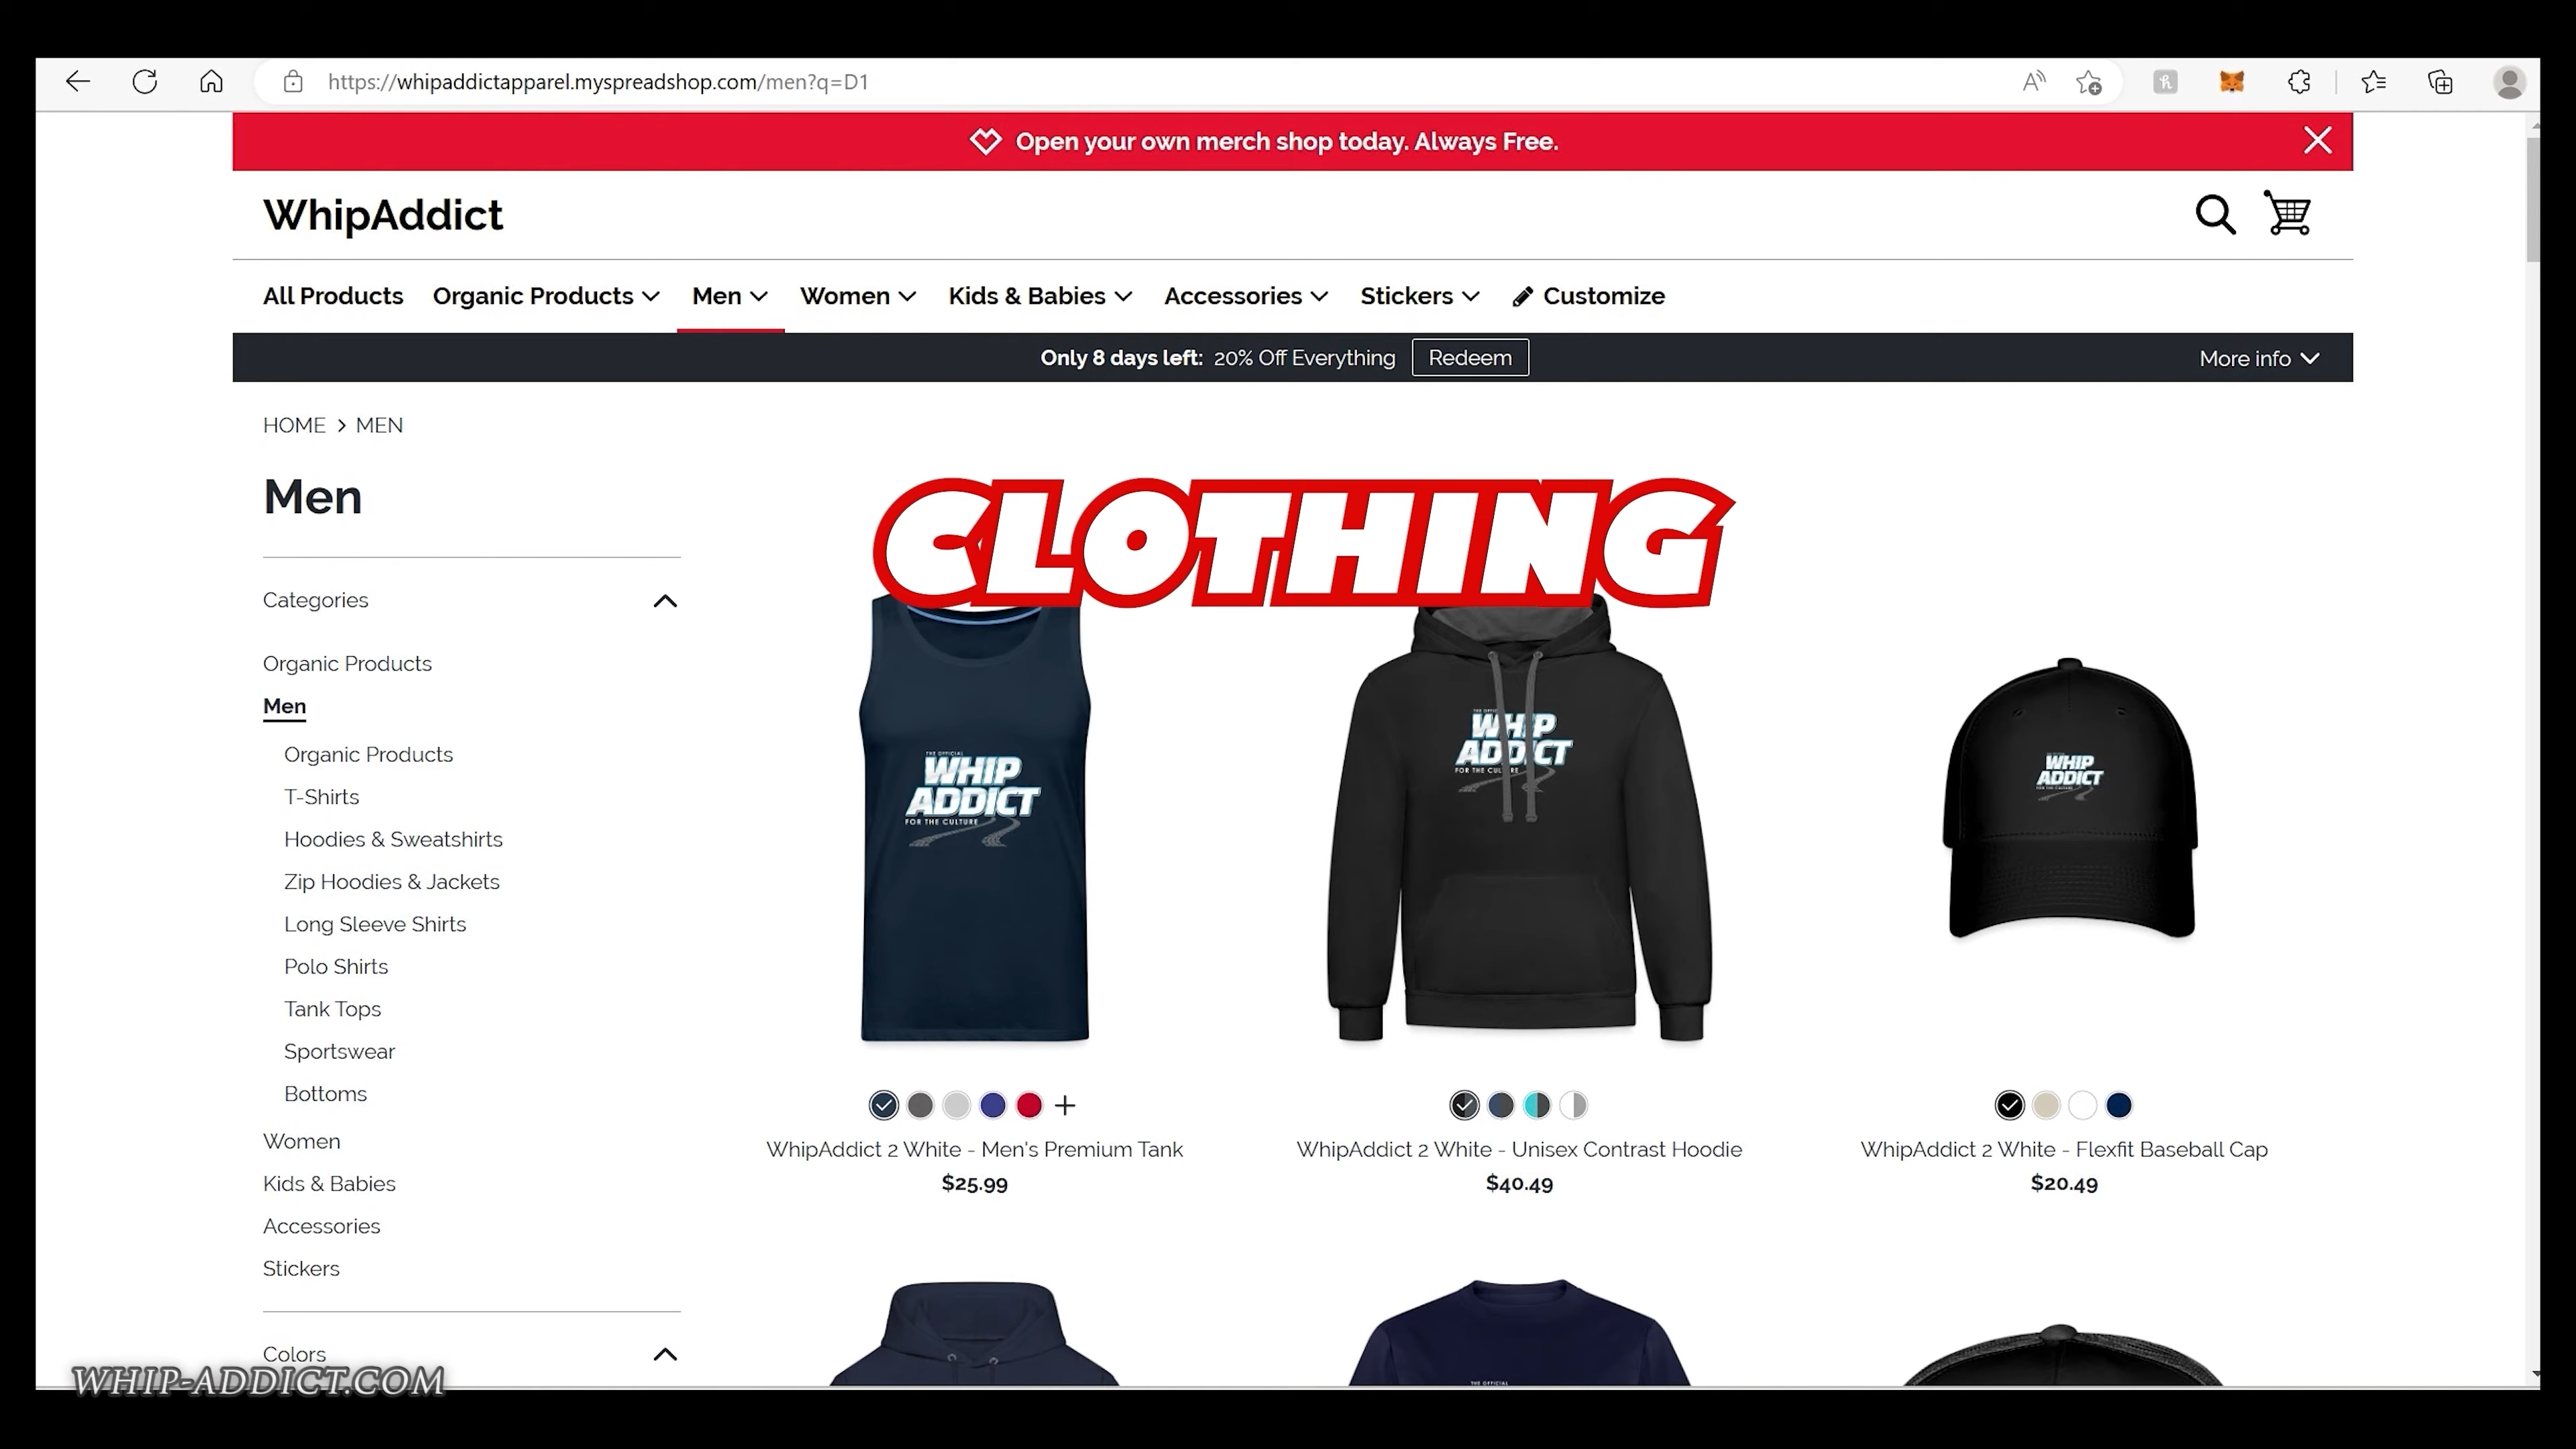 https://whipaddictapparel.myspreadshop.com/men?q=D1
Open your own merch shop today. Always Free.
WhipAddict
All Products Organic Products Men Women Kids & Babies Accessories Stickers Customize
Only 8 days left: 20% Off Everything Redeem More info
HOME > MEN
Men
CLOTHING
Categories
Organic Products
Men
Organic Products
T-Shirts
Hoodies & Sweatshirts
Zip Hoodies & Jackets
Long Sleeve Shirts
Polo Shirts
Tank Tops
Sportswear
Bottoms
Women
Kids & Babies
Accessories
Stickers
Colors
THE OFFICIAL
WHIP
ADDICT
FOR THE CULTURE
THE OFFICIAL
WHIP
ADDICT
FOR THE CULTURE
WHIP
ADDICT
WhipAddict 2 White - Men's Premium Tank
$25.99
WhipAddict 2 White - Unisex Contrast Hoodie
$40.49
WhipAddict 2 White - Flexfit Baseball Cap
$20.49
THE OFFICIAL
WHIP-ADDICT.COM